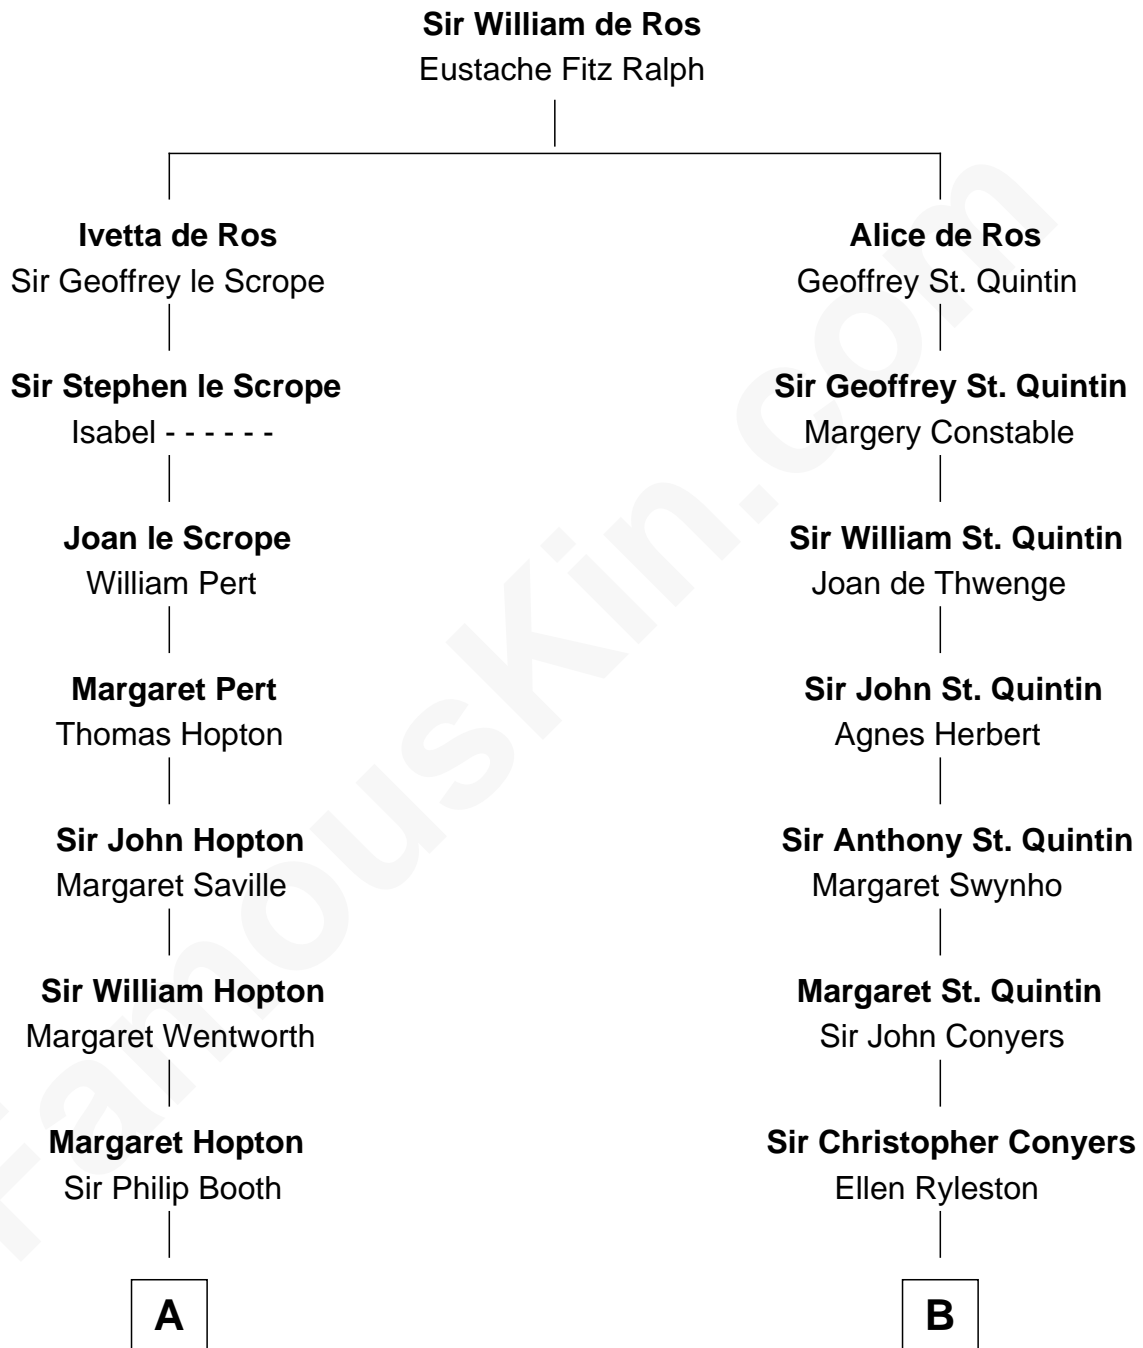 Sir William de Ros
Eustache Fitz Ralph
Ivetta de Ros
Sir Geoffrey le Scrope
Alice de Ros
Geoffrey St. Quintin
Sir Stephen le Scrope
Isabel - - - - - -
Sir Geoffrey St. Quintin
Margery Constable
Joan le Scrope
William Pert
Sir William St. Quintin
Joan de Thwenge
Margaret Pert
Thomas Hopton
Sir John St. Quintin
Agnes Herbert
Sir John Hopton
Margaret Saville
Sir Anthony St. Quintin
Margaret Swynho
Sir William Hopton
Margaret Wentworth
Margaret St. Quintin
Sir John Conyers
Margaret Hopton
Sir Philip Booth
Sir Christopher Conyers
Ellen Ryleston
A
B
FamousKin.com